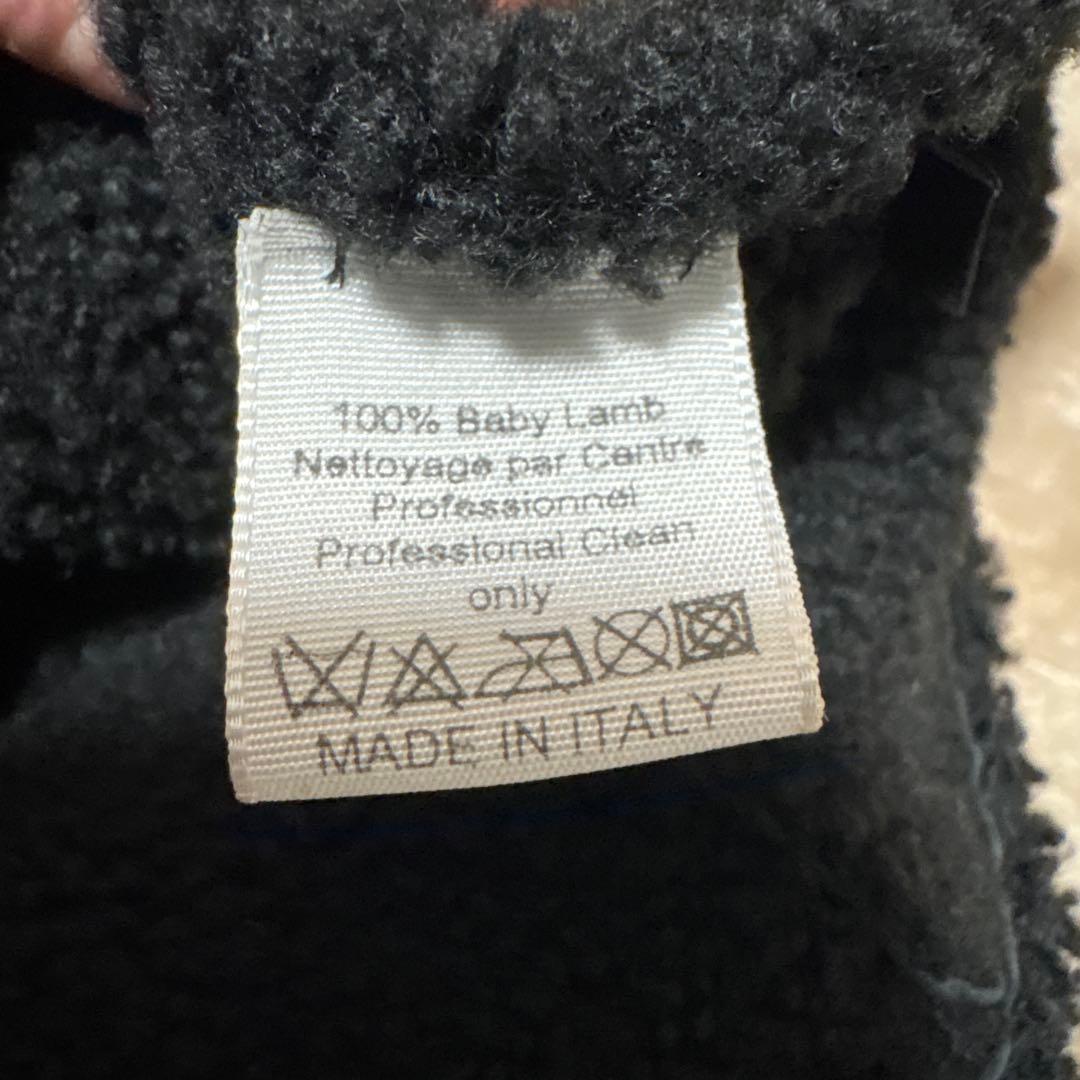 100% Baby Lamb
Nettoyage par Centre
Professionnel
Professional Clean
only
MADE IN ITALY